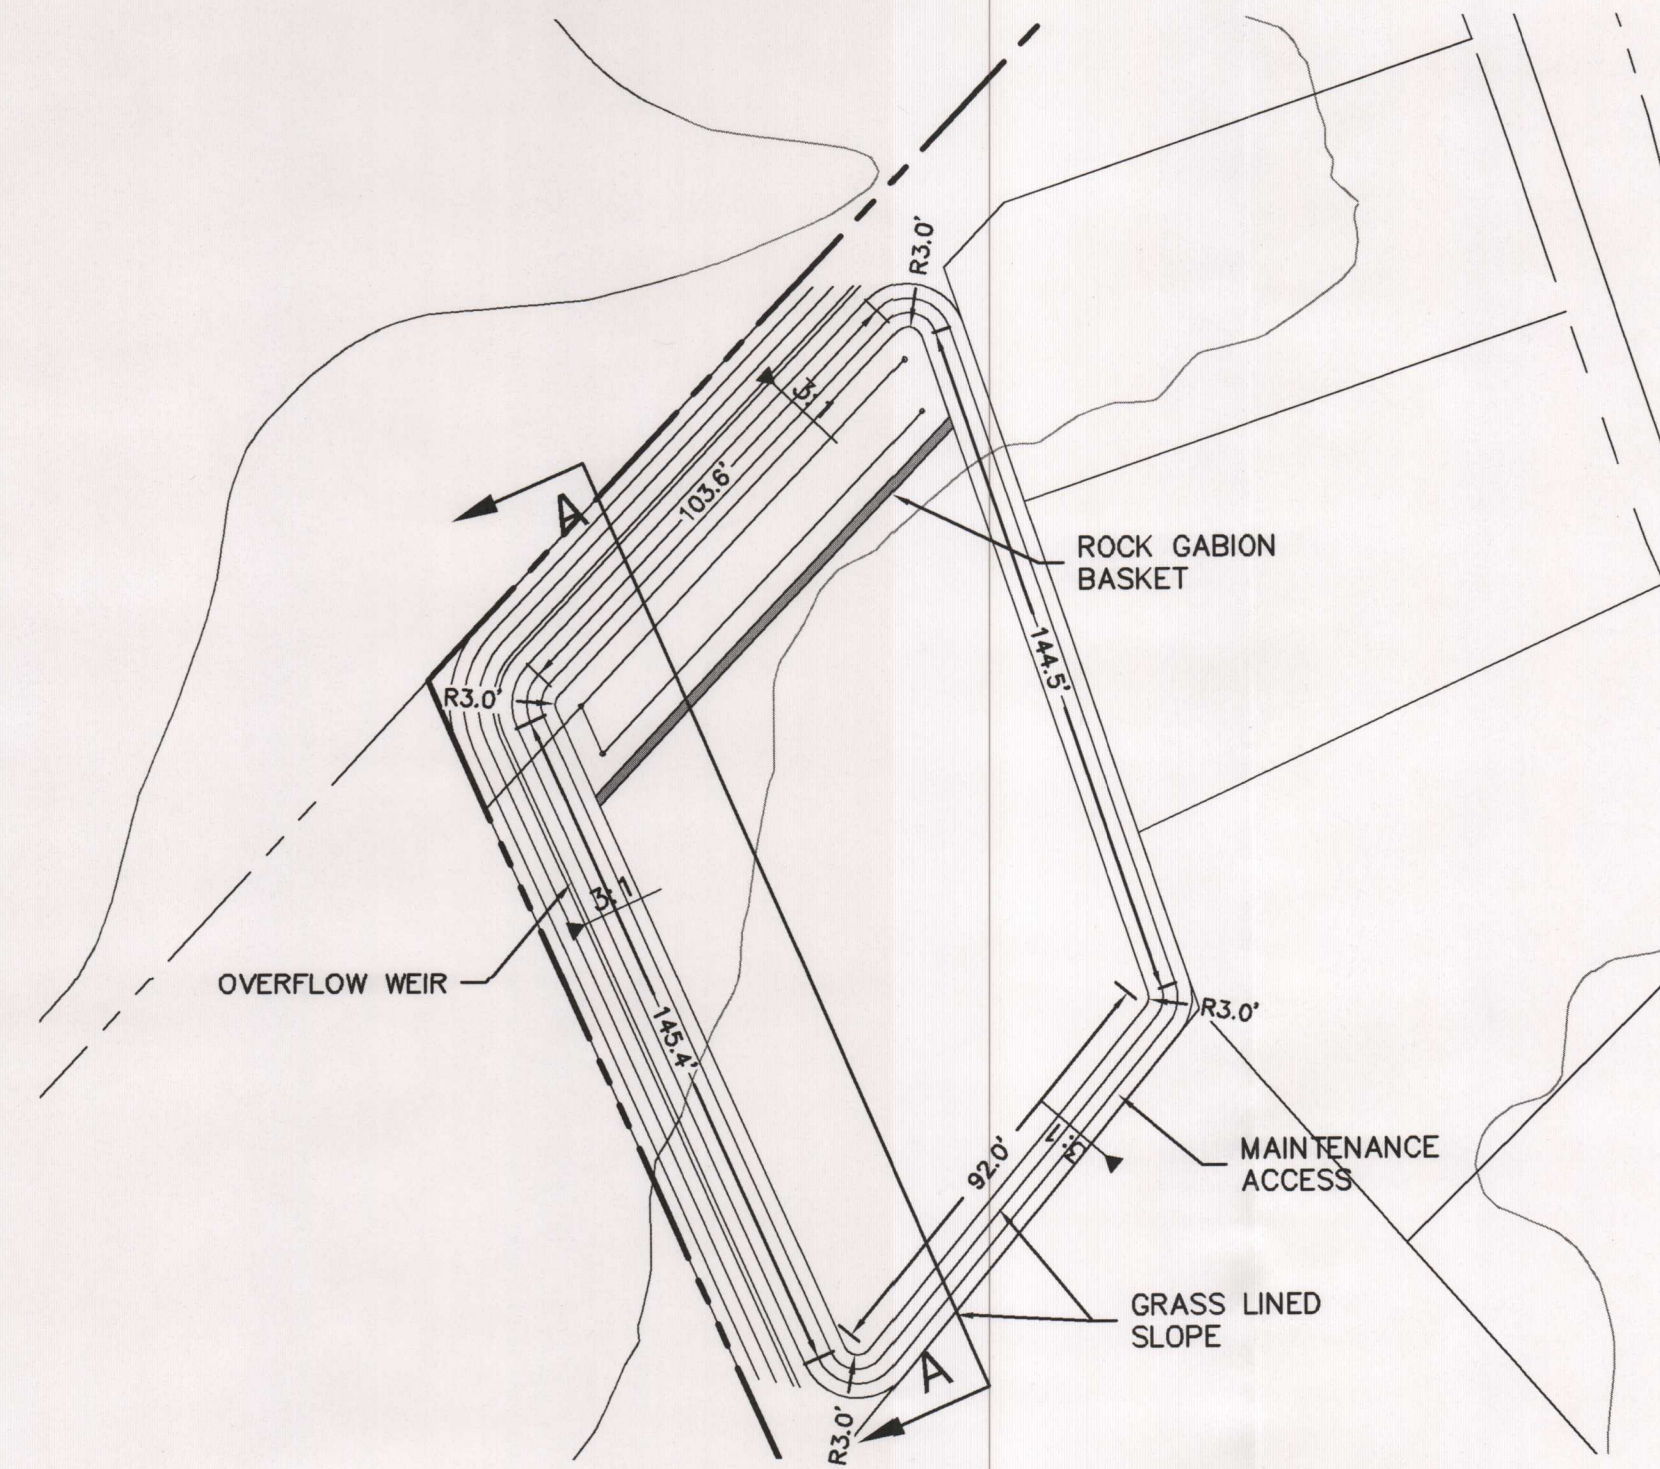 R3.0'
3:1
103.6'
A
ROCK GABION
BASKET
144.5'
R3.0'
3:1
OVERFLOW WEIR
145.4'
R3.0'
92.0'
3:1
MAINTENANCE
ACCESS
GRASS LINED
SLOPE
A
R3.0'